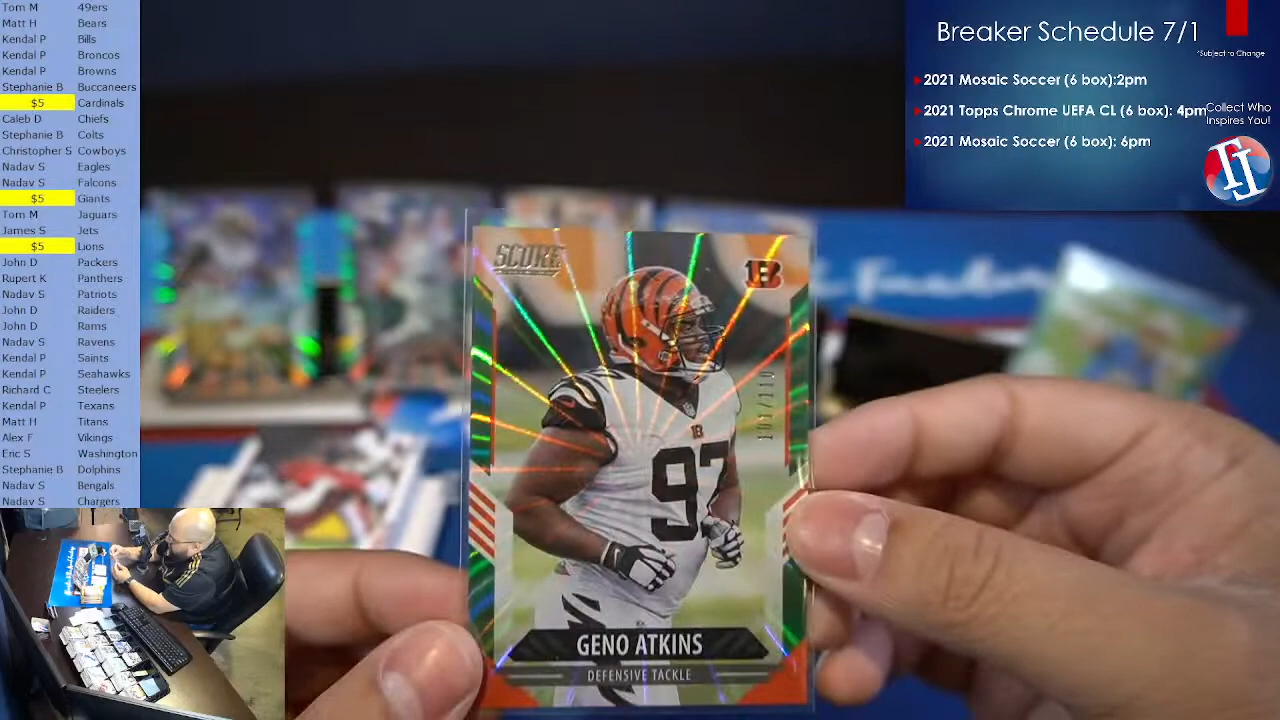 Tom M 49ers
Matt H Bears
Kendal P Bills
Kendal P Broncos
Kendal P Browns
Stephanie B Buccaneers
$5 Cardinals
Caleb D Chiefs
Stephanie B Colts
Christopher S Cowboys
Nadav S Eagles
Nadav S Falcons
$5 Giants
Tom M Jaguars
James S Jets
$5 Lions
John D Packers
Rupert K Panthers
Nadav S Patriots
John D Raiders
John D Rams
Nadav S Ravens
Kendal P Saints
Kendal P Seahawks
Richard C Steelers
Kendal P Texans
Matt H Titans
Alex F Vikings
Eric S Washington
Stephanie B Dolphins
Nadav S Bengals
Nadav S Chargers
Breaker Schedule 7/1
*Subject to Change
2021 Mosaic Soccer (6 box):2pm
2021 Topps Chrome UEFA CL (6 box): 4pm
2021 Mosaic Soccer (6 box): 6pm
Collect Who
Inspires You!
SCORE
B
101/110
B
97
GENO ATKINS
DEFENSIVE TACKLE